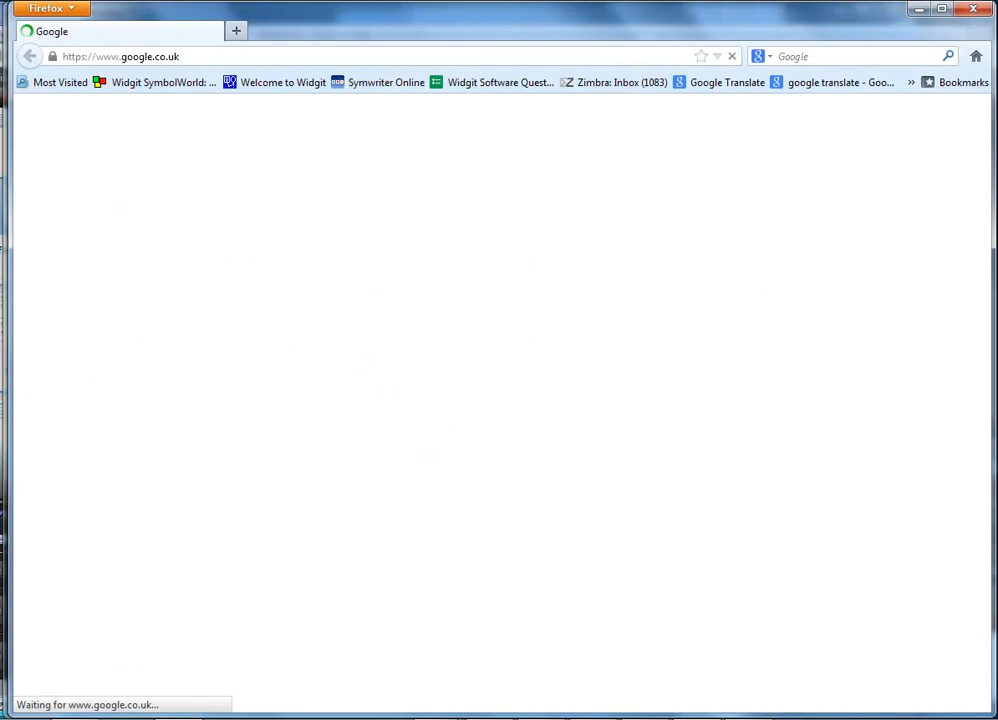 Firefox
Google
https://www.google.co.uk
Google
Most Visited Widgit SymbolWorld: ... Welcome to Widgit Symwriter Online Widgit Software Quest... Zimbra: Inbox (1083) Google Translate google translate - Goo... » Bookmarks
Waiting for www.google.co.uk...